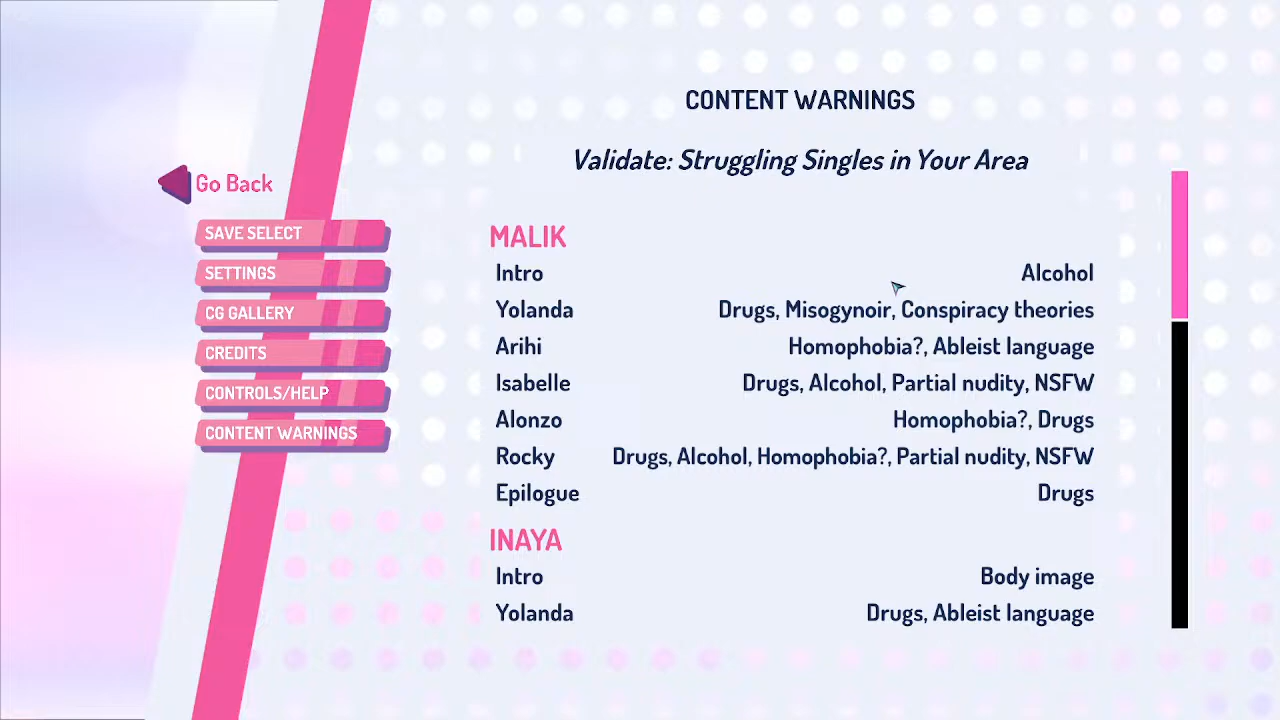 CONTENT WARNINGS
Validate: Struggling Singles in Your Area
Go Back
SAVE SELECT
SETTINGS
CG GALLERY
CREDITS
CONTROLS/HELP
CONTENT WARNINGS
MALIK
Intro Alcohol
Yolanda Drugs, Misogynoir, Conspiracy theories
Arihi Homophobia?, Ableist language
Isabelle Drugs, Alcohol, Partial nudity, NSFW
Alonzo Homophobia?, Drugs
Rocky Drugs, Alcohol, Homophobia?, Partial nudity, NSFW
Epilogue Drugs
INAYA
Intro Body image
Yolanda Drugs, Ableist language